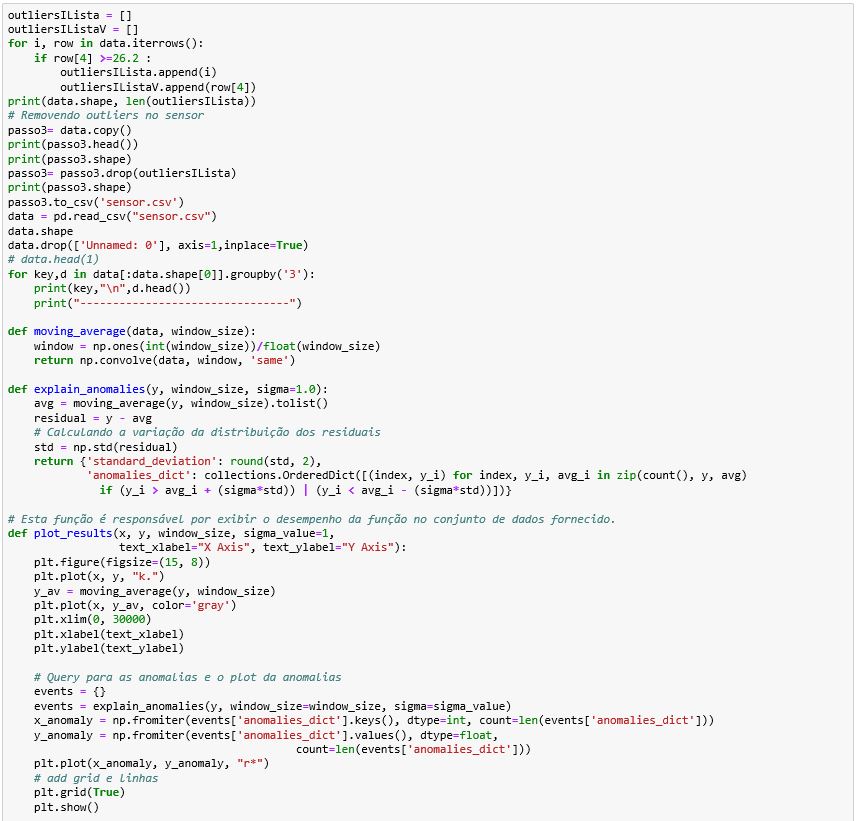 outliersILista = []
outliersIListaV = []
for i, row in data.iterrows():
    if row[4] >=26.2 :
        outliersILista.append(i)
        outliersIListaV.append(row[4])
print(data.shape, len(outliersILista))
# Removendo outliers no sensor
passo3= data.copy()
print(passo3.head())
print(passo3.shape)
passo3= passo3.drop(outliersILista)
print(passo3.shape)
passo3.to_csv('sensor.csv')
data = pd.read_csv("sensor.csv")
data.shape
data.drop(['Unnamed: 0'], axis=1,inplace=True)
# data.head(1)
for key,d in data[:data.shape[0]].groupby('3'):
    print(key,"\n",d.head())
    print("-------------------------------")

def moving_average(data, window_size):
    window = np.ones(int(window_size))/float(window_size)
    return np.convolve(data, window, 'same')

def explain_anomalies(y, window_size, sigma=1.0):
    avg = moving_average(y, window_size).tolist()
    residual = y - avg
    # Calculando a variação da distribuição dos residuais
    std = np.std(residual)
    return {'standard_deviation': round(std, 2),
            'anomalies_dict': collections.OrderedDict([(index, y_i) for index, y_i, avg_i in zip(count(), y, avg)
              if (y_i > avg_i + (sigma*std)) | (y_i < avg_i - (sigma*std))])}

# Esta função é responsável por exibir o desempenho da função no conjunto de dados fornecido.
def plot_results(x, y, window_size, sigma_value=1,
                 text_xlabel="X Axis", text_ylabel="Y Axis"):
    plt.figure(figsize=(15, 8))
    plt.plot(x, y, "k.")
    y_av = moving_average(y, window_size)
    plt.plot(x, y_av, color='gray')
    plt.xlim(0, 30000)
    plt.xlabel(text_xlabel)
    plt.ylabel(text_ylabel)

    # Query para as anomalias e o plot da anomalias
    events = {}
    events = explain_anomalies(y, window_size=window_size, sigma=sigma_value)
    x_anomaly = np.fromiter(events['anomalies_dict'].keys(), dtype=int, count=len(events['anomalies_dict']))
    y_anomaly = np.fromiter(events['anomalies_dict'].values(), dtype=float,
                                            count=len(events['anomalies_dict']))
    plt.plot(x_anomaly, y_anomaly, "r*")
    # add grid e linhas
    plt.grid(True)
    plt.show()